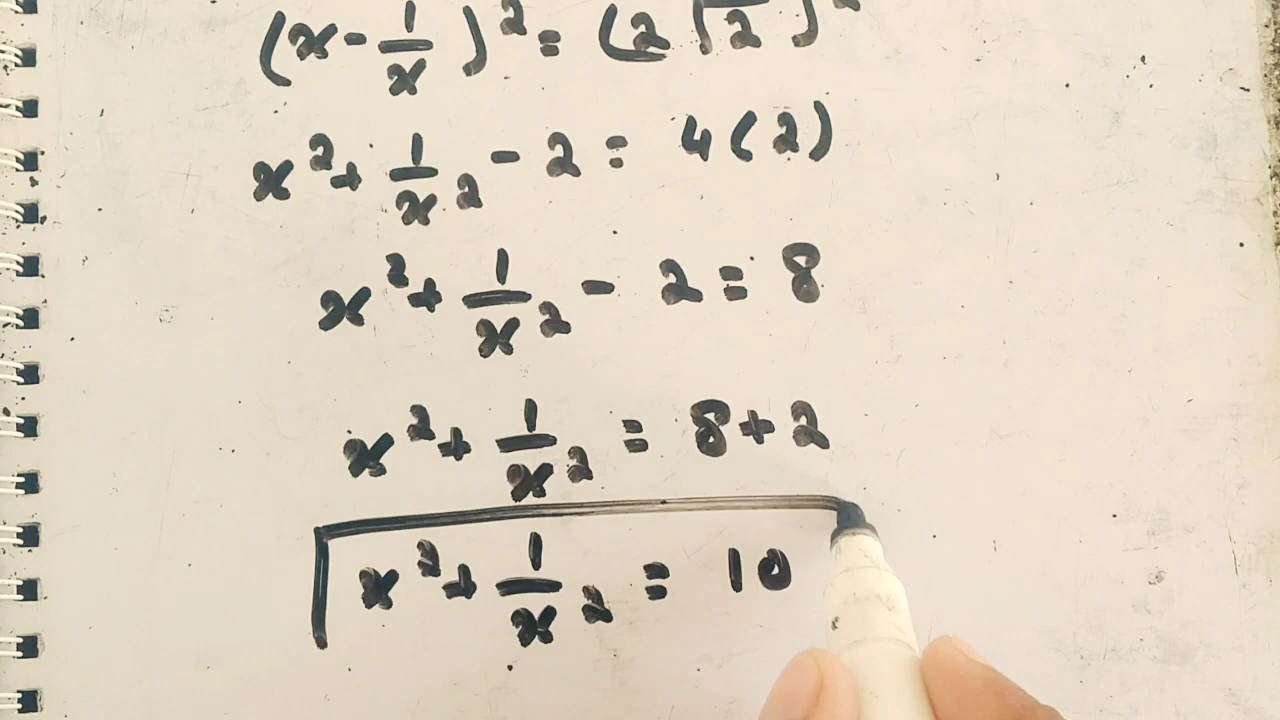 (x - 1/x)² = (2√2)²
x² + 1/x² - 2 = 4(2)
x² + 1/x² - 2 = 8
x² + 1/x² = 8 + 2
x² + 1/x² = 10